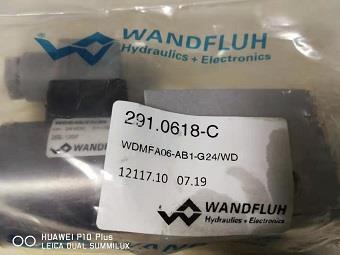 WANDFLUH
Hydraulics + Electronics
WANDFLUH
291.0618-C
WDMFA06-AB1-G24/WD
12117.10 07.19
WANDFLUH
Hydraulics + Electronics
HUAWEI P10 Plus
LEICA DUAL SUMMILUX